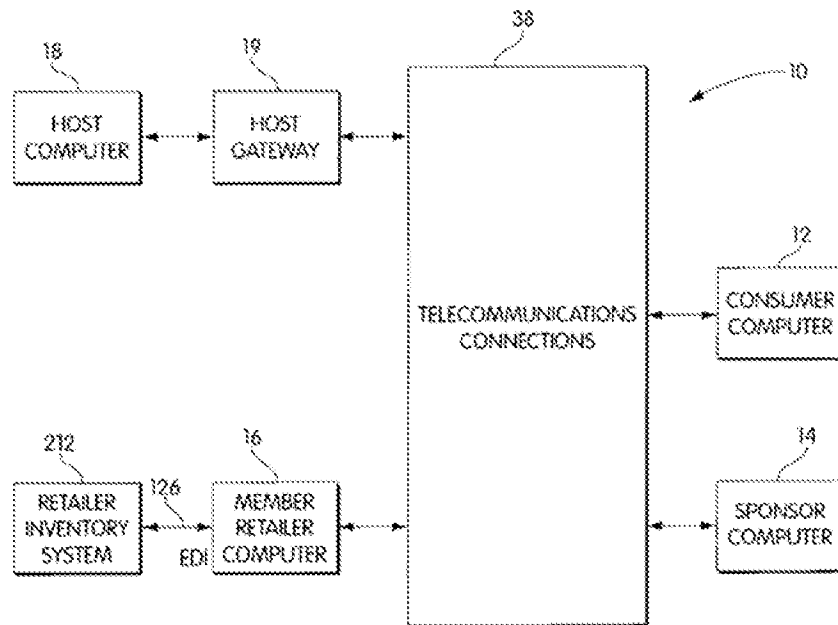 38
18
19
10
HOST
COMPUTER
HOST
GATEWAY
12
TELECOMMUNICATIONS
CONNECTIONS
CONSUMER
COMPUTER
212
16
14
126
RETAILER
INVENTORY
SYSTEM
MEMBER
RETAILER
COMPUTER
SPONSOR
COMPUTER
EDI